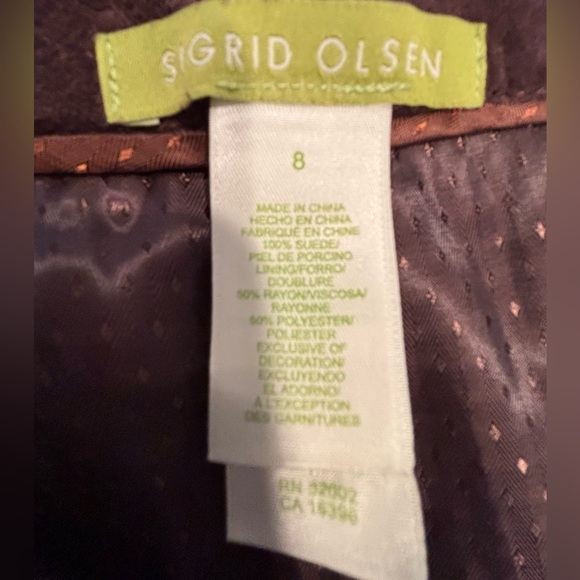 SIGRID OLSEN
8
MADE IN CHINA
HECHO EN CHINA
FABRIQUÉ EN CHINE
100% SUEDE/
PIEL DE PORCINO
LINING/FORRO/
DOUBLURE
50% RAYON/VISCOSA/
RAYONNE
50% POLYESTER/
POLIESTER
EXCLUSIVE OF
DECORATION/
EXCLUYENDO
EL ADORNO/
À L'EXCEPTION
DES GARNITURES
RN
CA